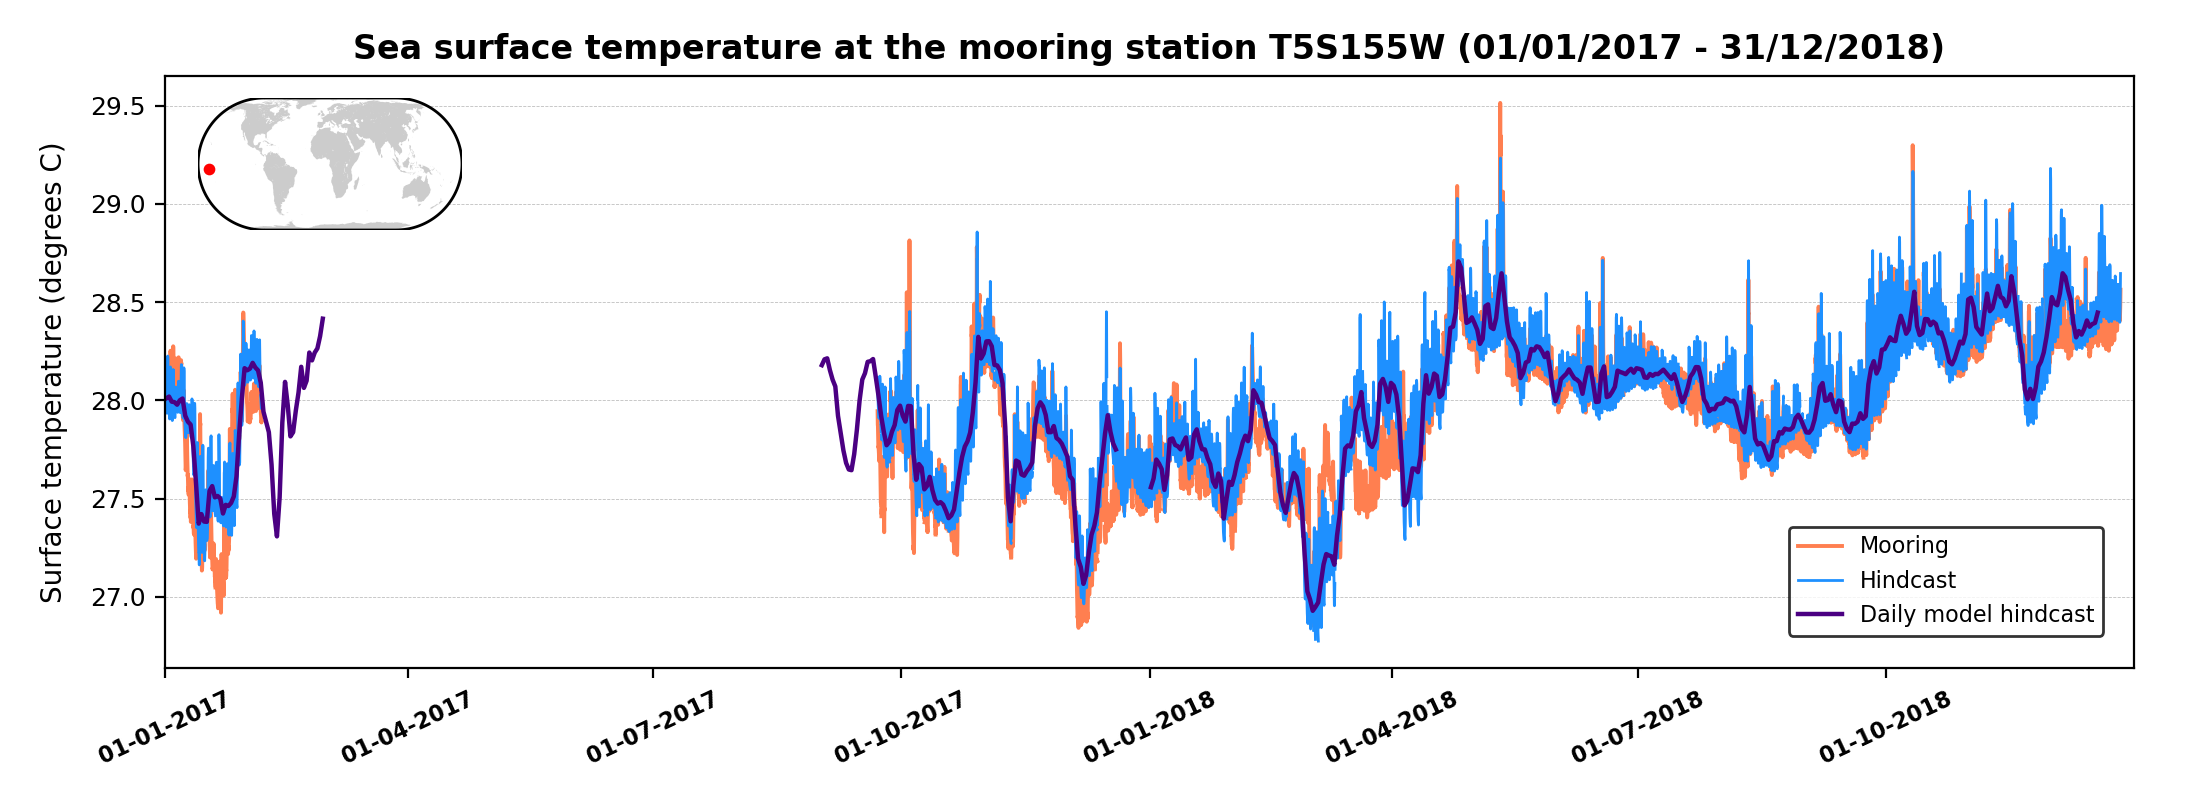 Sea surface temperature at the mooring station T5S155W (01/01/2017 - 31/12/2018)
Surface temperature (degrees C)
29.5
29.0
28.5
28.0
27.5
27.0
Mooring
Hindcast
Daily model hindcast
01-01-2017
01-04-2017
01-07-2017
01-10-2017
01-01-2018
01-04-2018
01-07-2018
01-10-2018